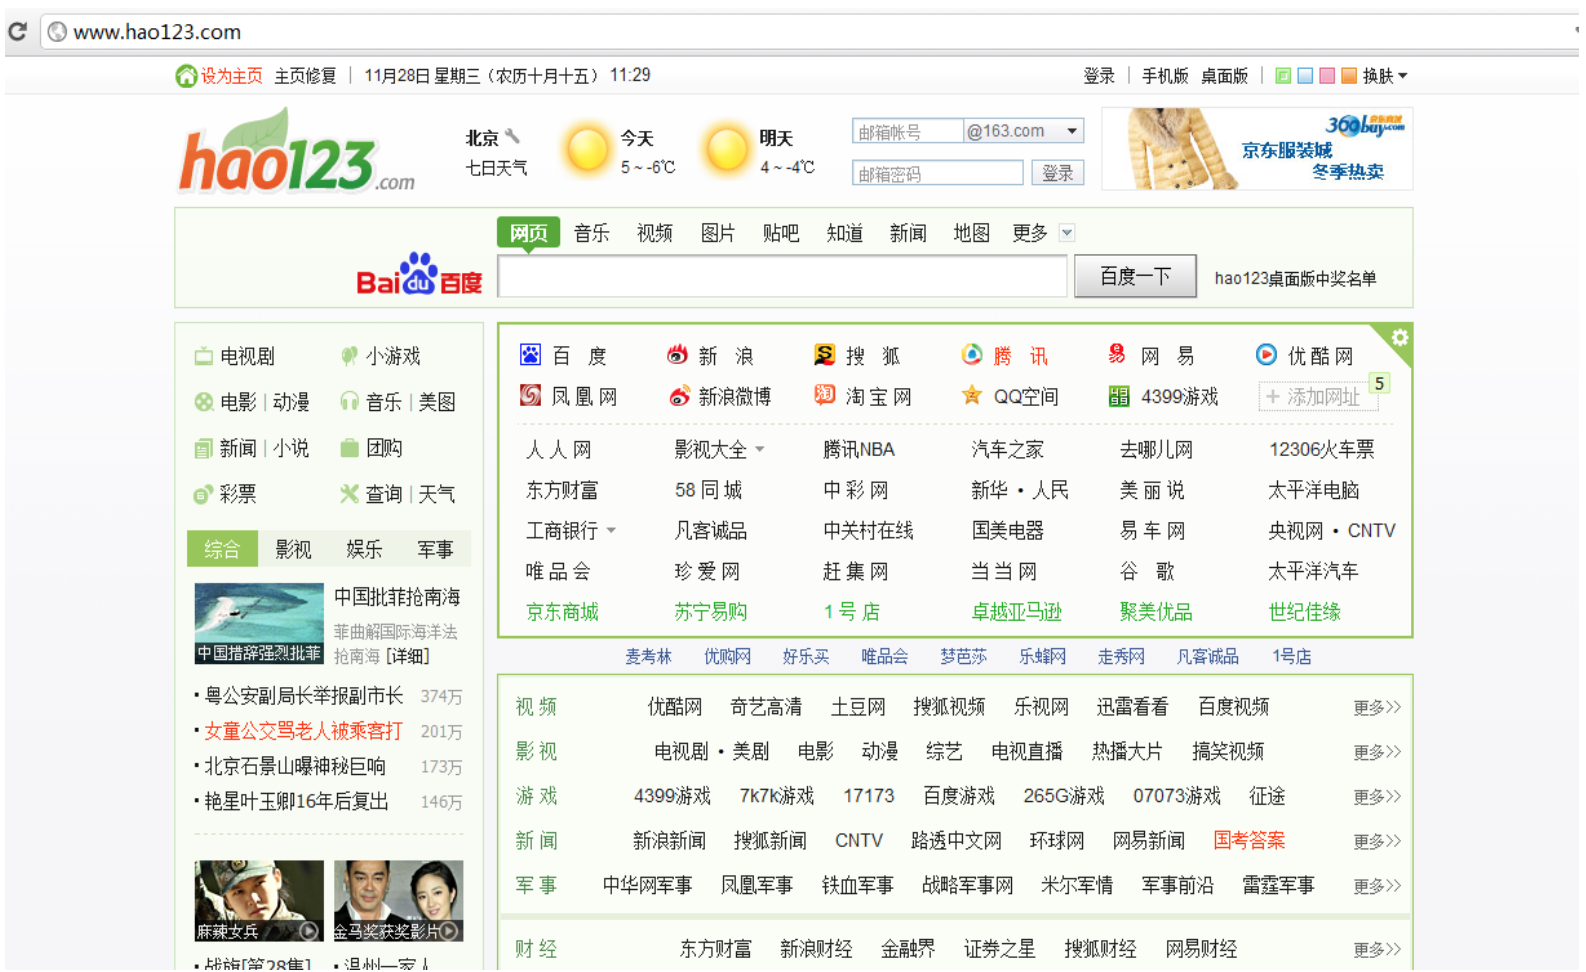 www.hao123.com
设为主页 主页修复 | 11月28日 星期三（农历十月十五） 11:29 登录 | 手机版 桌面版 | 换肤
hao123.com
北京 今天 明天
七日天气 5～-6℃ 4～-4℃
邮箱帐号 @163.com
邮箱密码 登录
360buy.com 京东商城
京东服装城
冬季热卖
网页 音乐 视频 图片 贴吧 知道 新闻 地图 更多
Baidu百度 百度一下 hao123桌面版中奖名单
电视剧 小游戏
电影 | 动漫 音乐 | 美图
新闻 | 小说 团购
彩票 查询 | 天气
综合 影视 娱乐 军事
中国措辞强烈批菲
中国批菲抢南海
菲曲解国际海洋法
抢南海 [详细]
·粤公安副局长举报副市长 374万
·女童公交骂老人被乘客打 201万
·北京石景山曝神秘巨响 173万
·艳星叶玉卿16年后复出 146万
麻辣女兵 金马奖获奖影片
·战旗[第28集] ·温州一家人
百 度 新 浪 搜 狐 腾 讯 网 易 优 酷 网
凤 凰 网 新浪微博 淘 宝 网 QQ空间 4399游戏 + 添加网址 5
人 人 网 影视大全 腾讯NBA 汽车之家 去哪儿网 12306火车票
东方财富 58 同 城 中 彩 网 新华 • 人民 美 丽 说 太平洋电脑
工商银行 凡客诚品 中关村在线 国美电器 易 车 网 央视网 • CNTV
唯 品 会 珍 爱 网 赶 集 网 当 当 网 谷 歌 太平洋汽车
京东商城 苏宁易购 1 号 店 卓越亚马逊 聚美优品 世纪佳缘
麦考林 优购网 好乐买 唯品会 梦芭莎 乐蜂网 走秀网 凡客诚品 1号店
视 频 优酷网 奇艺高清 土豆网 搜狐视频 乐视网 迅雷看看 百度视频 更多>>
影 视 电视剧 • 美剧 电影 动漫 综艺 电视直播 热播大片 搞笑视频 更多>>
游 戏 4399游戏 7k7k游戏 17173 百度游戏 265G游戏 07073游戏 征途 更多>>
新 闻 新浪新闻 搜狐新闻 CNTV 路透中文网 环球网 网易新闻 国考答案 更多>>
军 事 中华网军事 凤凰军事 铁血军事 战略军事网 米尔军情 军事前沿 雷霆军事 更多>>
财 经 东方财富 新浪财经 金融界 证券之星 搜狐财经 网易财经 更多>>